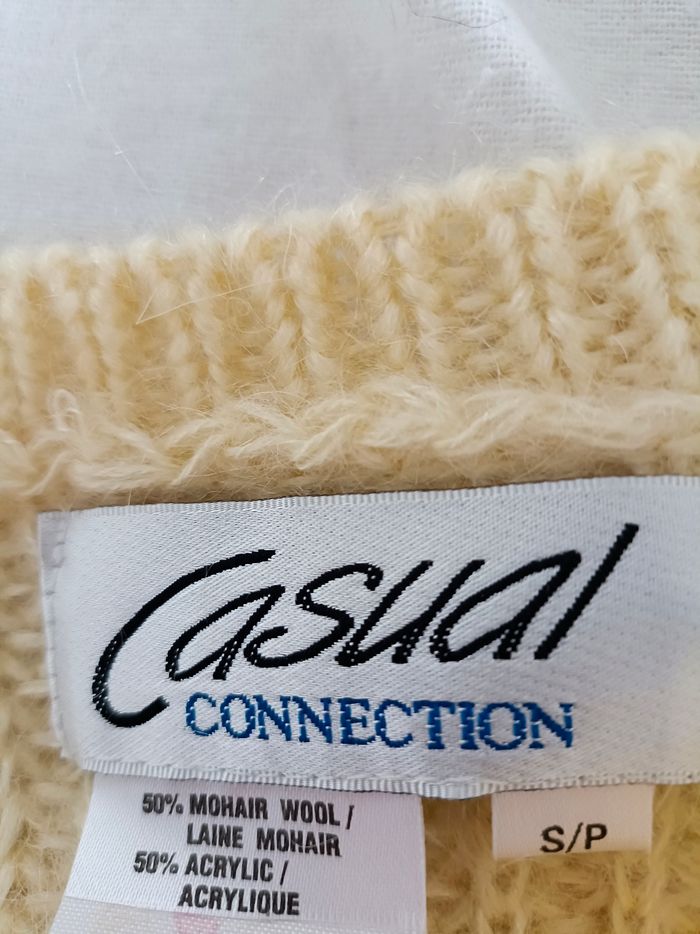 Casual
CONNECTION
50% MOHAIR WOOL /
LAINE MOHAIR
50% ACRYLIC /
ACRYLIQUE
S/P